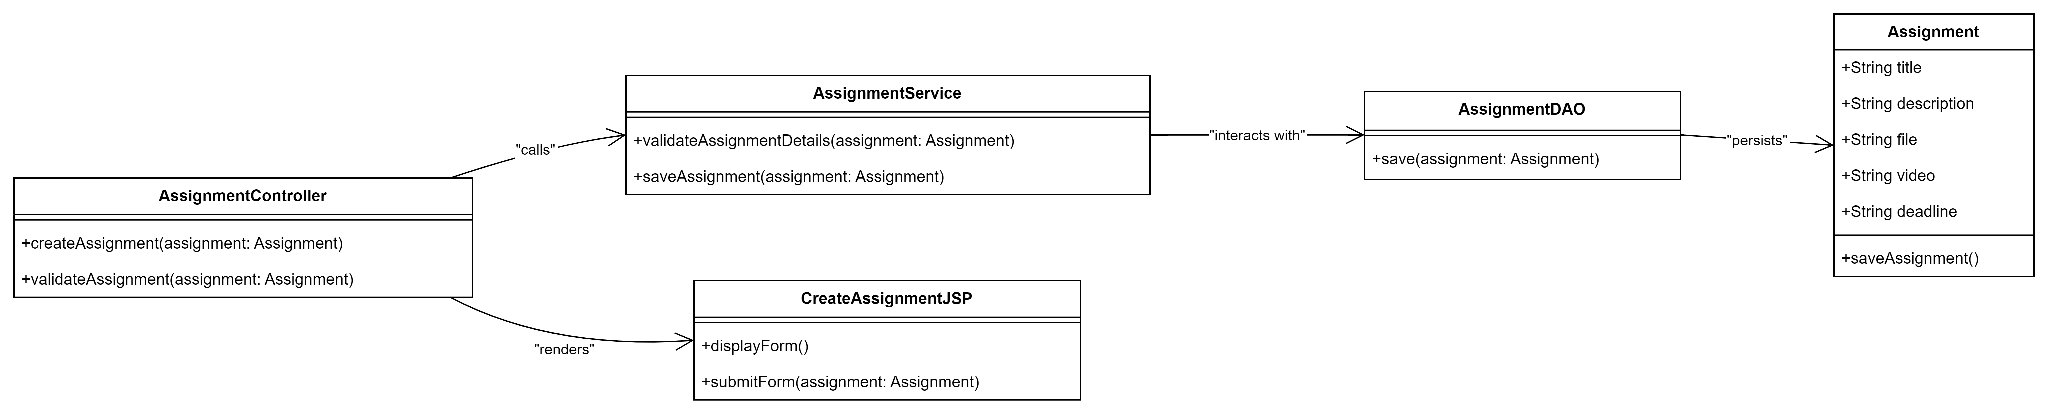 AssignmentController
+createAssignment(assignment: Assignment)
+validateAssignment(assignment: Assignment)
"calls"
"renders"
AssignmentService
+validateAssignmentDetails(assignment: Assignment)
+saveAssignment(assignment: Assignment)
CreateAssignmentJSP
+displayForm()
+submitForm(assignment: Assignment)
"interacts with"
AssignmentDAO
+save(assignment: Assignment)
"persists"
Assignment
+String title
+String description
+String file
+String video
+String deadline
+saveAssignment()